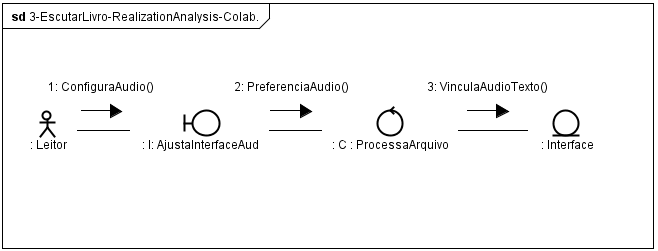 sd 3-EscutarLivro-RealizationAnalysis-Colab.
1: ConfiguraAudio()
2: PreferenciaAudio()
3: VinculaAudioTexto()
: Leitor
: I: AjustaInterfaceAud
: C : ProcessaArquivo
: Interface